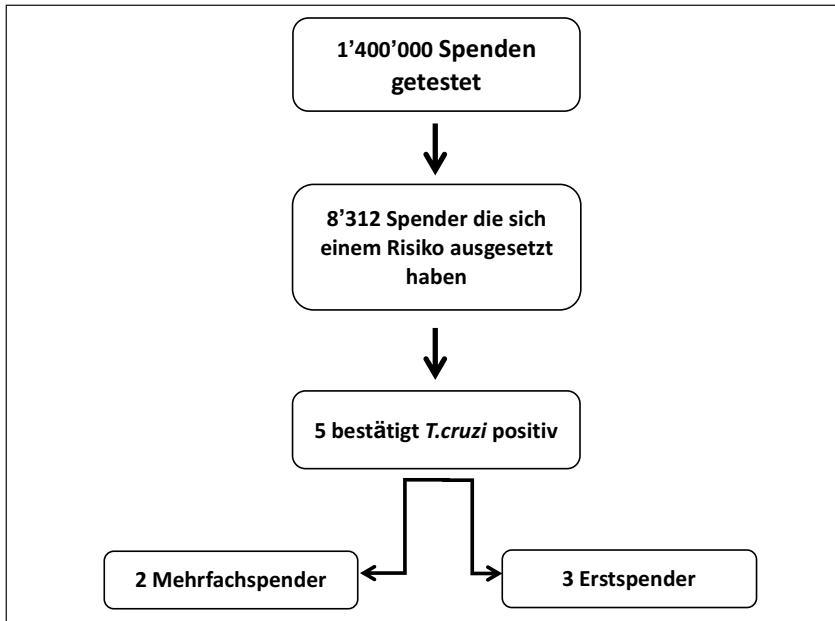 1’400’000 Spenden
getestet
8’312 Spender die sich
einem Risiko ausgesetzt
haben
5 bestätigt T.cruzi positiv
2 Mehrfachspender
3 Erstspender